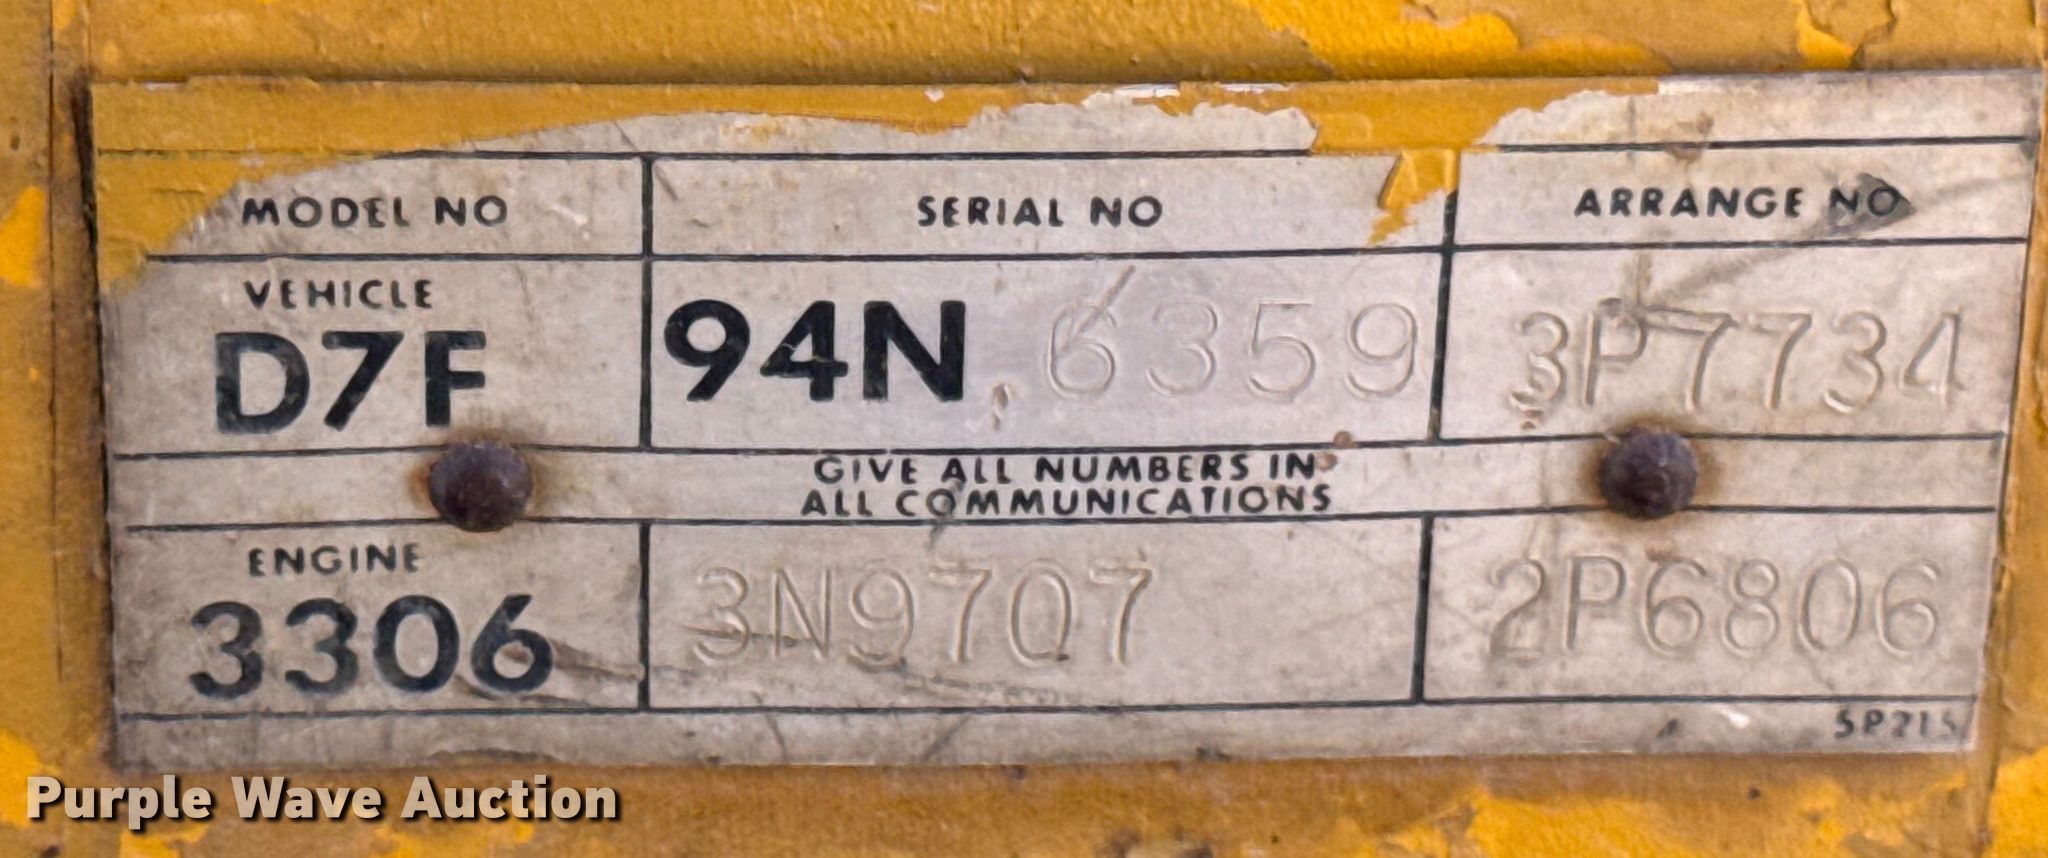 MODEL NO SERIAL NO ARRANGE NO
VEHICLE
D7F 94N 6359 3P7734
GIVE ALL NUMBERS IN
ALL COMMUNICATIONS
ENGINE
3306 3N9707 2P6806
5P215
Purple Wave Auction